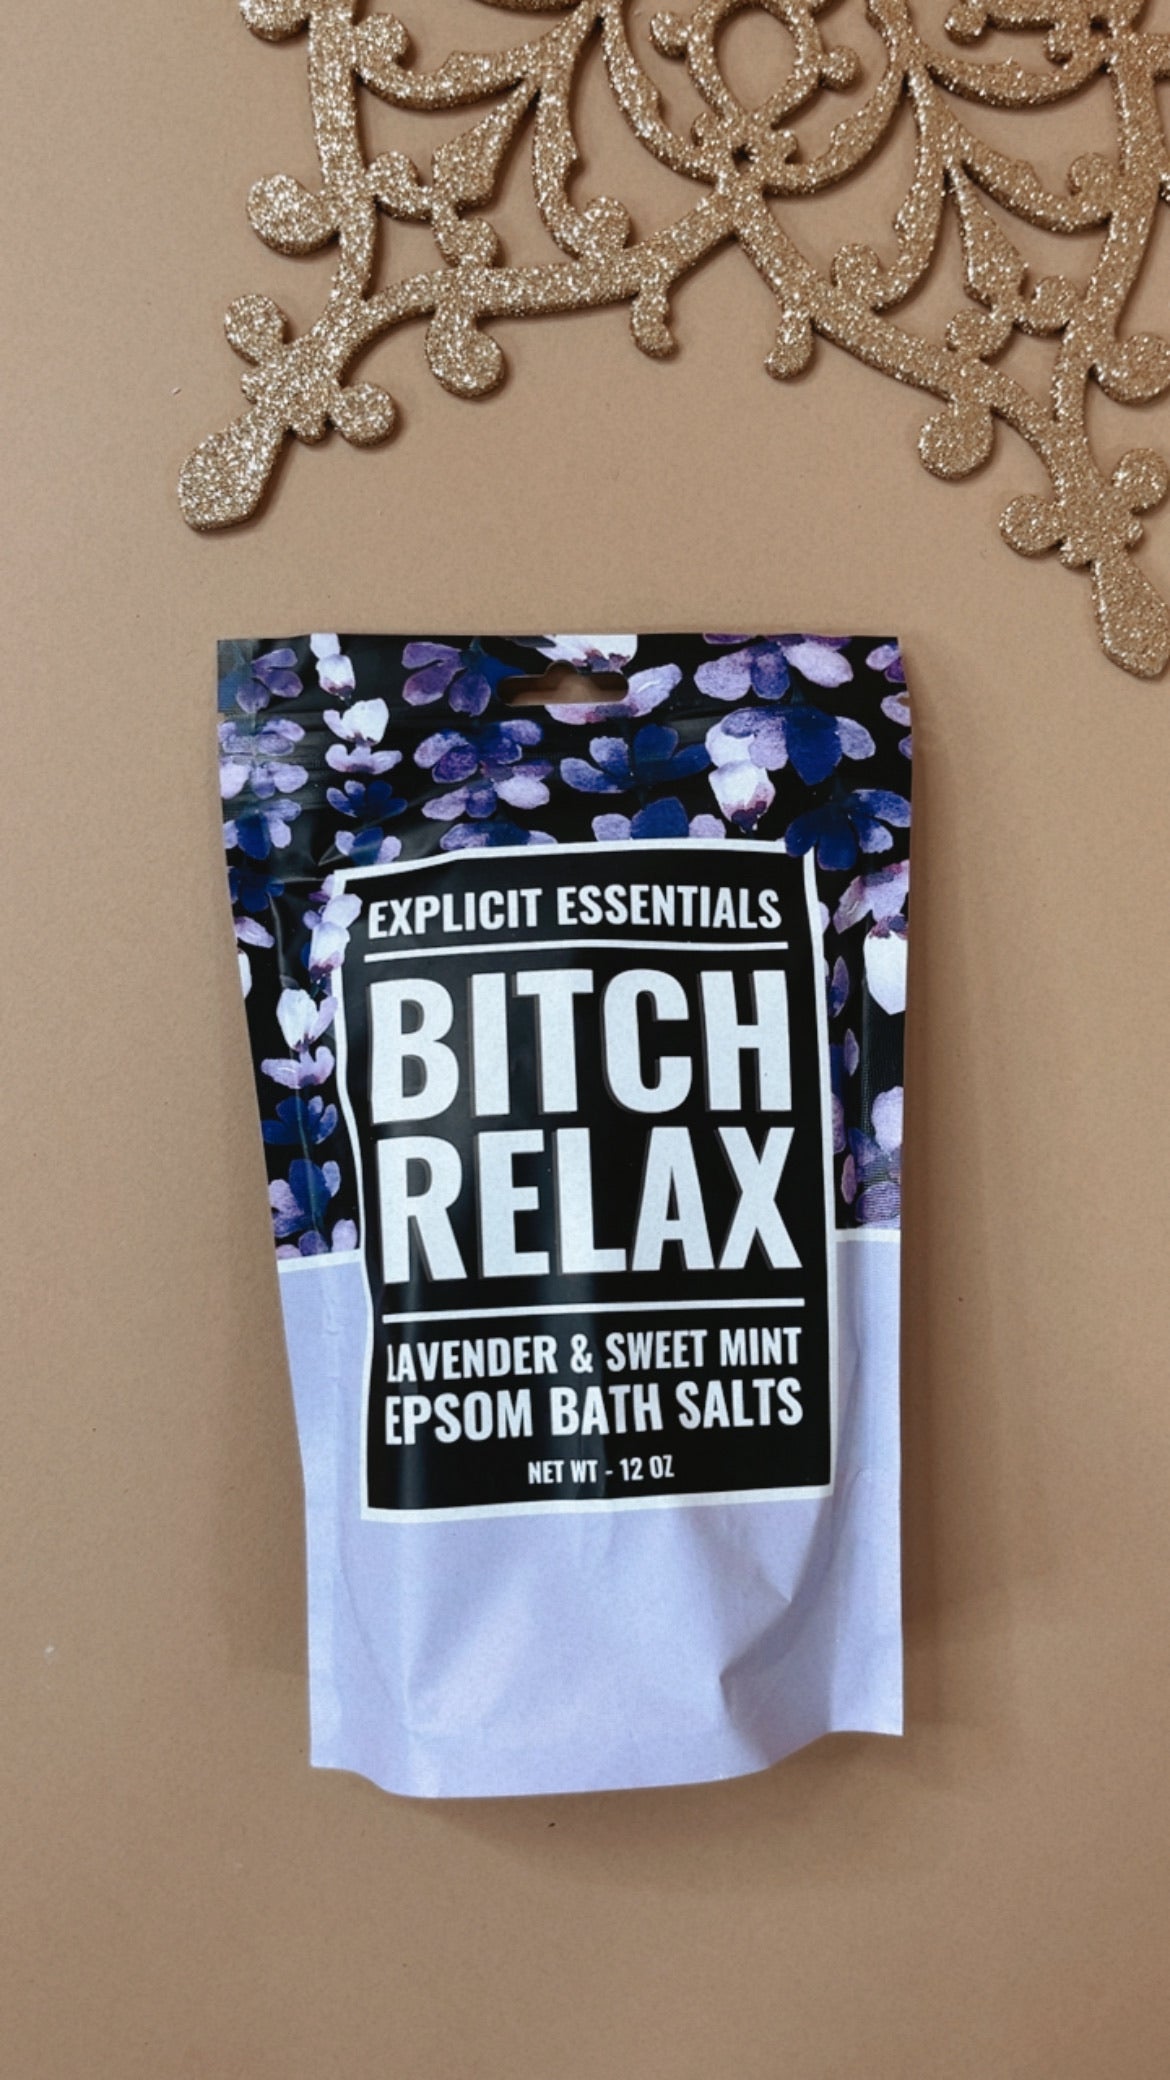 EXPLICIT ESSENTIALS
BITCH
RELAX
LAVENDER & SWEET MINT
EPSOM BATH SALTS
NET WT - 12 OZ